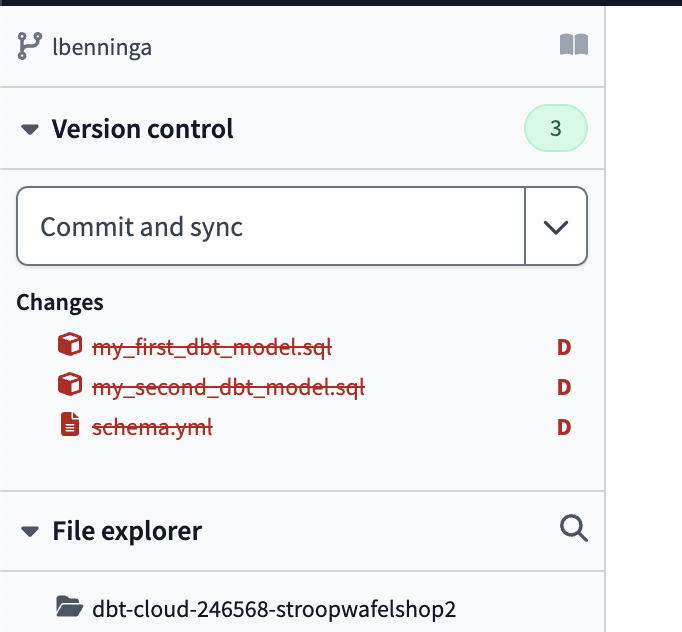 lbenninga
Version control 3
Commit and sync
Changes
my_first_dbt_model.sql D
my_second_dbt_model.sql D
schema.yml D
File explorer
dbt-cloud-246568-stroopwafelshop2